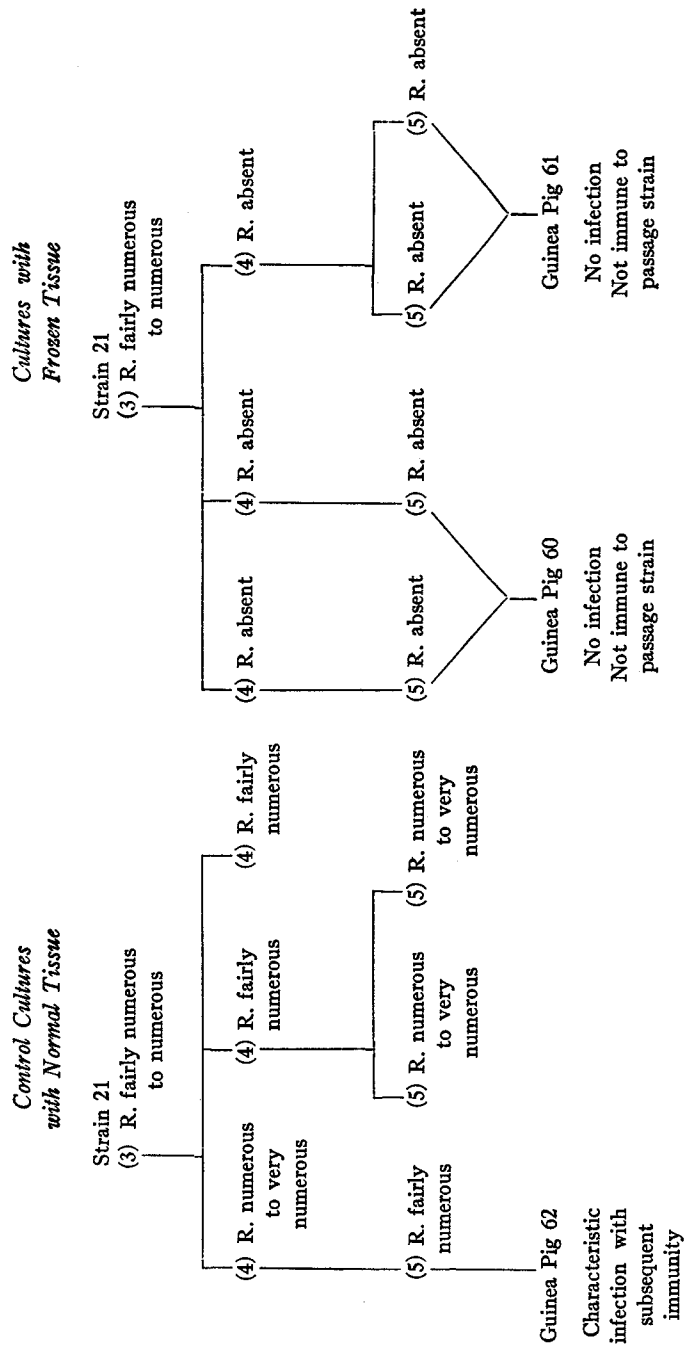 Control Cultures
with Normal Tissue
Strain 21
(3) R. fairly numerous
to numerous
(4) R. numerous
to very
numerous
(4) R. fairly
numerous
(4) R. fairly
numerous
(5) R. fairly
numerous
(5) R. numerous
to very
numerous
(5) R. numerous
to very
numerous
Guinea Pig 62
Characteristic
infection with
subsequent
immunity
Cultures with
Frozen Tissue
Strain 21
(3) R. fairly numerous
to numerous
(4) R. absent
(4) R. absent
(4) R. absent
(5) R. absent
(5) R. absent
(5) R. absent
(5) R. absent
Guinea Pig 60
No infection
Not immune to
passage strain
Guinea Pig 61
No infection
Not immune to
passage strain